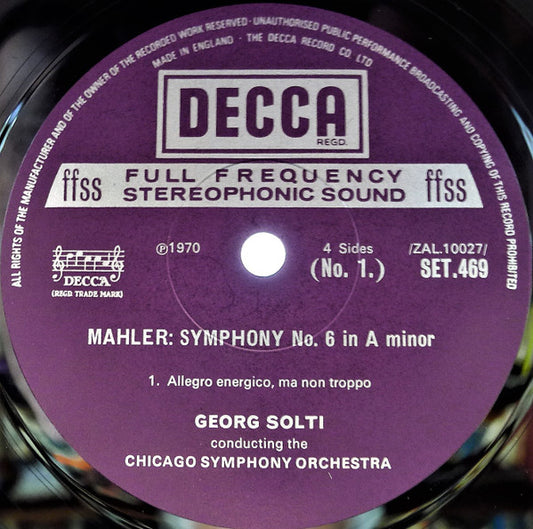 ALL RIGHTS OF THE MANUFACTURER AND OF THE OWNER OF THE RECORDED WORK RESERVED · UNAUTHORISED PUBLIC PERFORMANCE BROADCASTING AND COPYING OF THIS RECORD PROHIBITED
MADE IN ENGLAND · THE DECCA RECORD CO. LTD
DECCA
REGD.
ffss FULL FREQUENCY STEREOPHONIC SOUND ffss
DECCA
(REGD. TRADE MARK)
℗1970
4 Sides
(No. 1.)
/ZAL.10027/
SET.469
MAHLER: SYMPHONY No. 6 in A minor
1. Allegro energico, ma non troppo
GEORG SOLTI
conducting the
CHICAGO SYMPHONY ORCHESTRA